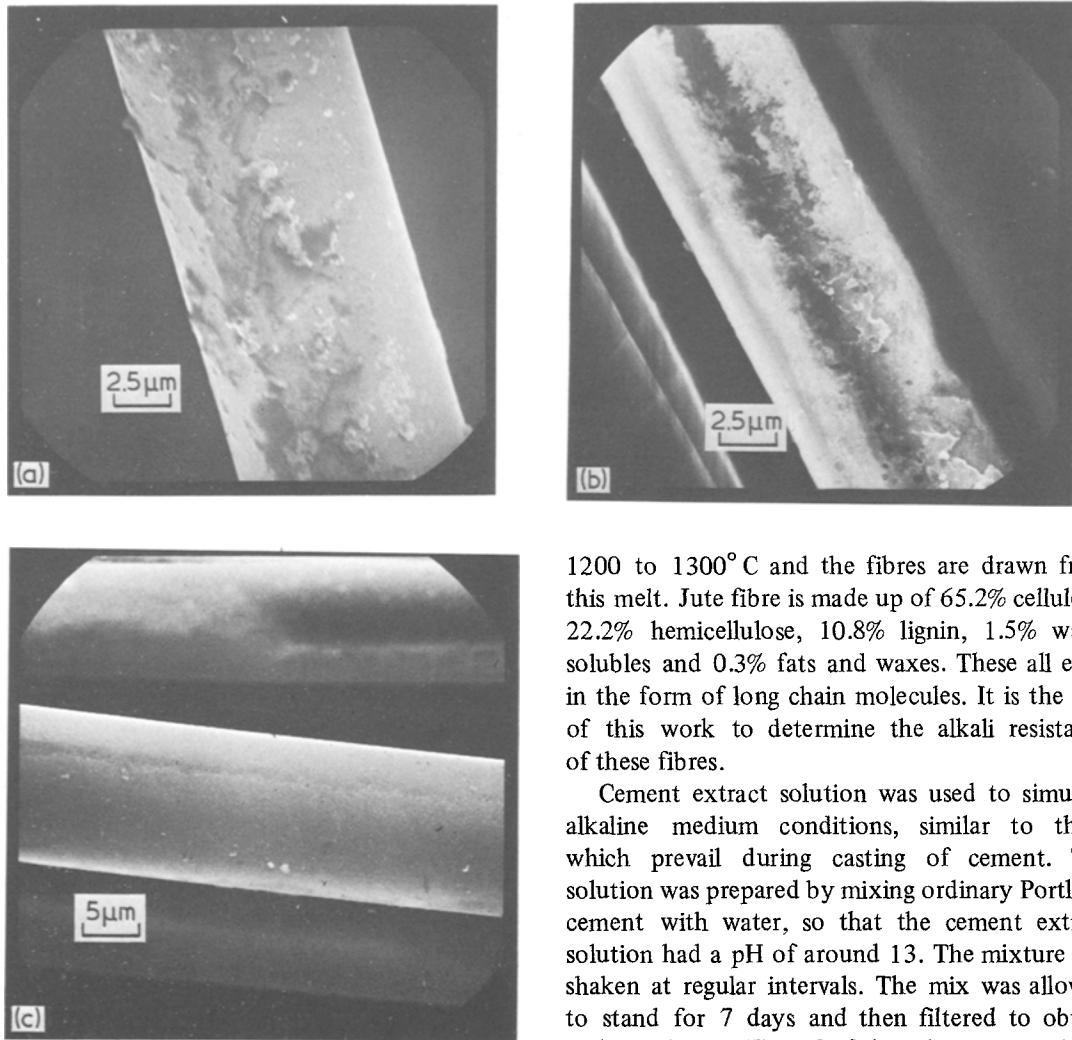 2.5μm
(a)
2.5μm
(b)
5μm
(c)
1200 to 1300°C and the fibres are drawn fr
this melt. Jute fibre is made up of 65.2% cellul
22.2% hemicellulose, 10.8% lignin, 1.5% w
solubles and 0.3% fats and waxes. These all e
in the form of long chain molecules. It is the
of this work to determine the alkali resista
of these fibres.
Cement extract solution was used to simu
alkaline medium conditions, similar to th
which prevail during casting of cement.
solution was prepared by mixing ordinary Portl
cement with water, so that the cement extr
solution had a pH of around 13. The mixture
shaken at regular intervals. The mix was allow
to stand for 7 days and then filtered to ob